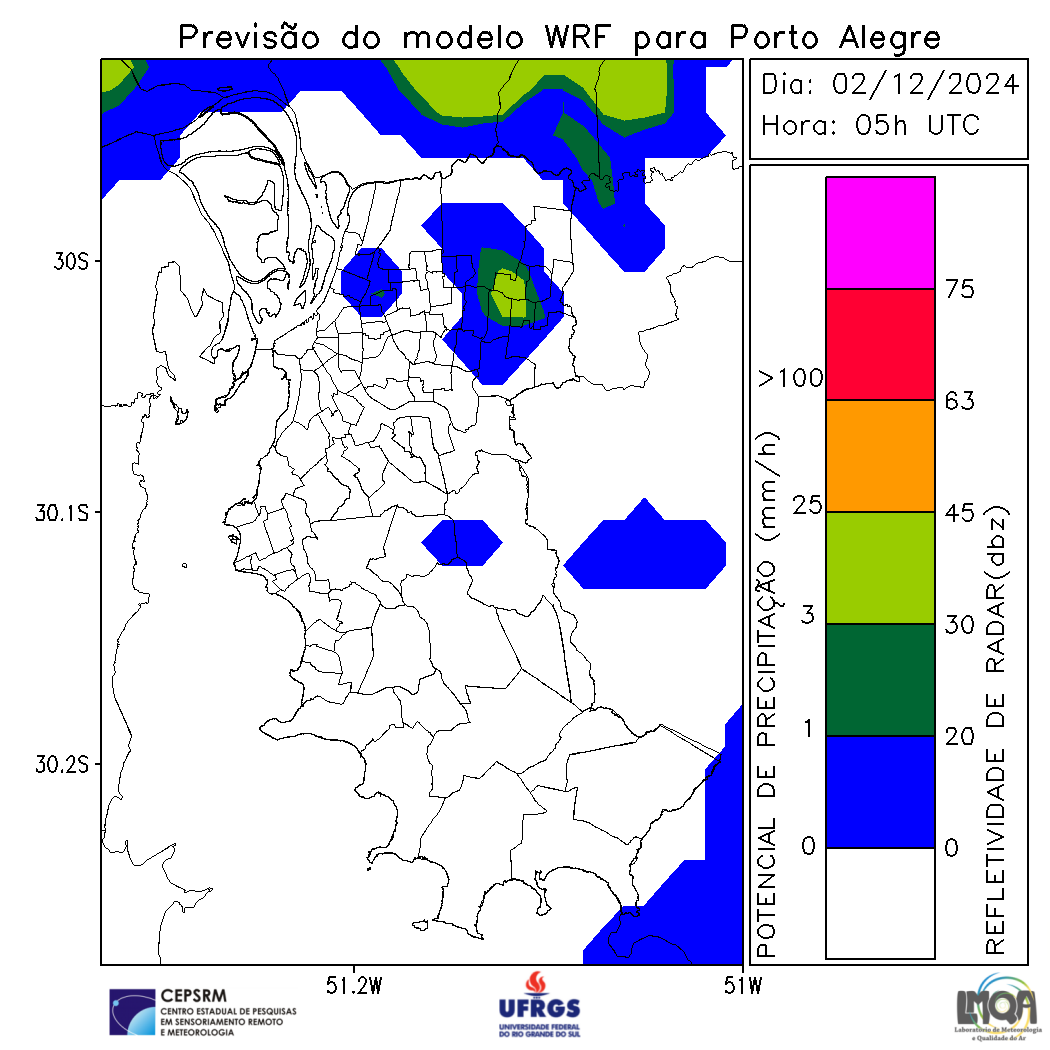 Previsão do modelo WRF para Porto Alegre
Dia: 02/12/2024
Hora: 05h UTC
30S
30.1S
30.2S
51.2W
51W
POTENCIAL DE PRECIPITAÇÃO (mm/h)
>100
25
3
1
0
75
63
45
30
20
0
REFLETIVIDADE DE RADAR(dbz)
CEPSRM
CENTRO ESTADUAL DE PESQUISAS
EM SENSORIAMENTO REMOTO
E METEOROLOGIA
UFRGS
UNIVERSIDADE FEDERAL
DO RIO GRANDE DO SUL
LMQA
Laboratório de Meteorologia
e Qualidade do Ar